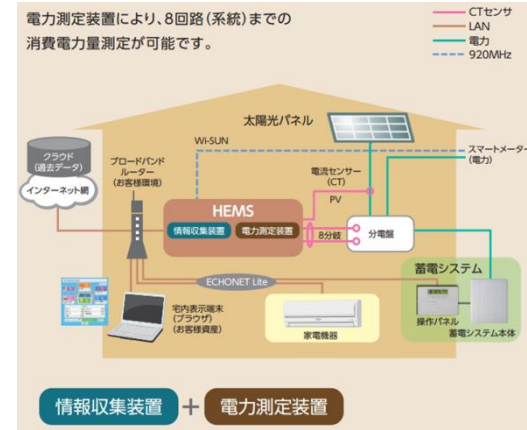 電力測定装置により、8回路(系統)までの
消費電力量測定が可能です。
CTセンサ
LAN
電力
920MHz
太陽光パネル
Wi-SUN
スマートメーター
(電力)
クラウド
(過去データ)
インターネット網
ブロードバンド
ルーター
(お客様環境)
電流センサー
(CT)
PV
HEMS
情報収集装置
電力測定装置
8分岐
分電盤
ECHONET Lite
蓄電システム
操作パネル
蓄電システム本体
宅内表示端末
(ブラウザ)
(お客様資産)
家電機器
情報収集装置
+
電力測定装置